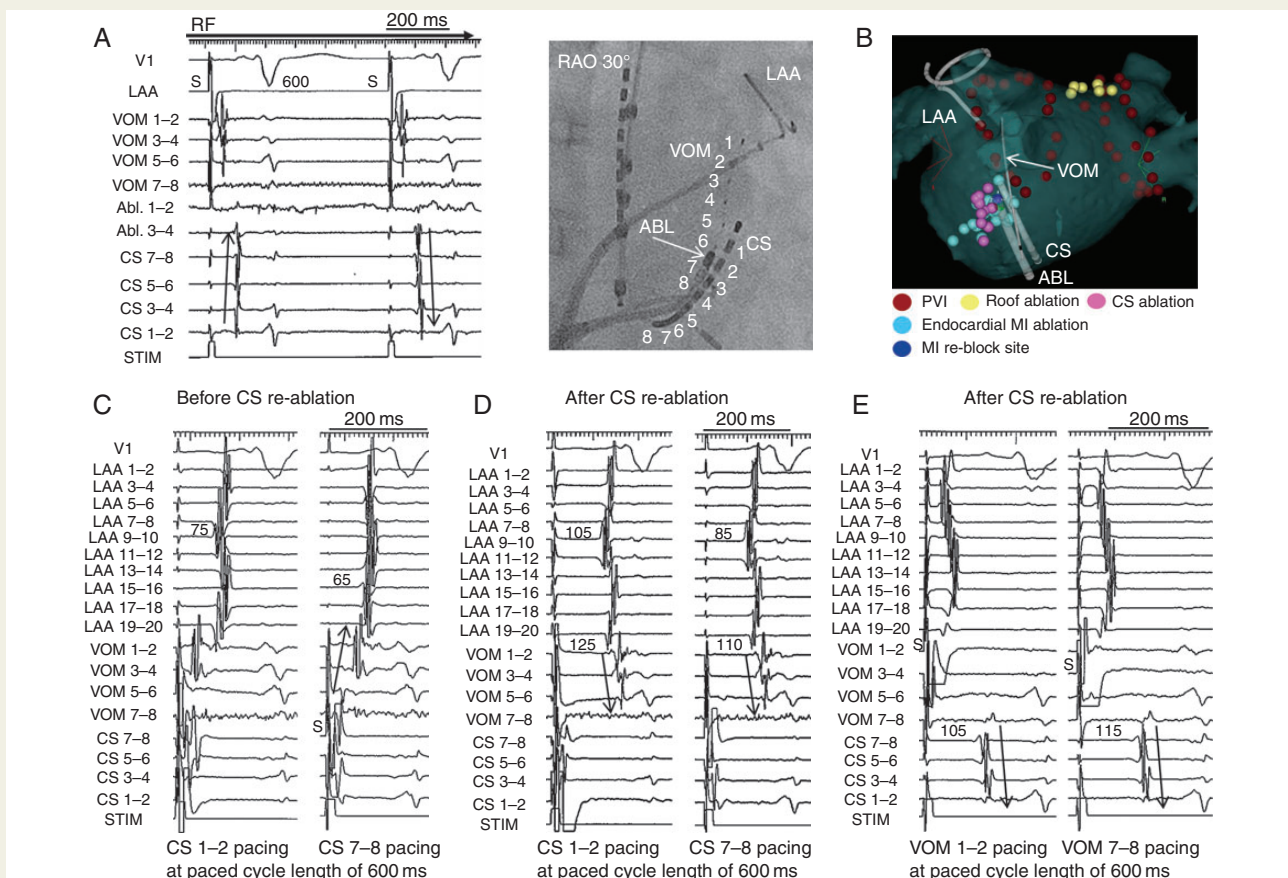 A
RF
200 ms
V1
S
600
S
LAA
VOM 1–2
VOM 3–4
VOM 5–6
VOM 7–8
Abl. 1–2
Abl. 3–4
CS 7–8
CS 5–6
CS 3–4
CS 1–2
STIM
RAO 30°
LAA
VOM
1
2
3
4
5
6
7
8
ABL
CS
1
2
3
4
5
6
7
8
B
LAA
VOM
CS
ABL
PVI
Roof ablation
CS ablation
Endocardial MI ablation
MI re-block site
C
Before CS re-ablation
200 ms
V1
LAA 1–2
LAA 3–4
LAA 5–6
LAA 7–8
75
LAA 9–10
LAA 11–12
LAA 13–14
65
LAA 15–16
LAA 17–18
LAA 19–20
VOM 1–2
VOM 3–4
VOM 5–6
VOM 7–8
S
CS 7–8
CS 5–6
CS 3–4
CS 1–2
STIM
CS 1–2 pacing
CS 7–8 pacing
at paced cycle length of 600 ms
D
After CS re-ablation
200 ms
V1
LAA 1–2
LAA 3–4
LAA 5–6
LAA 7–8
105
85
LAA 9–10
LAA 11–12
LAA 13–14
LAA 15–16
LAA 17–18
LAA 19–20
125
110
VOM 1–2
VOM 3–4
VOM 5–6
VOM 7–8
CS 7–8
CS 5–6
CS 3–4
CS 1–2
STIM
CS 1–2 pacing
CS 7–8 pacing
at paced cycle length of 600 ms
E
After CS re-ablation
200 ms
V1
LAA 1–2
LAA 3–4
LAA 5–6
LAA 7–8
LAA 9–10
LAA 11–12
LAA 13–14
LAA 15–16
LAA 17–18
LAA 19–20
S
VOM 1–2
S
VOM 3–4
VOM 5–6
VOM 7–8
105
115
CS 7–8
CS 5–6
CS 3–4
CS 1–2
STIM
VOM 1–2 pacing
VOM 7–8 pacing
at paced cycle length of 600 ms